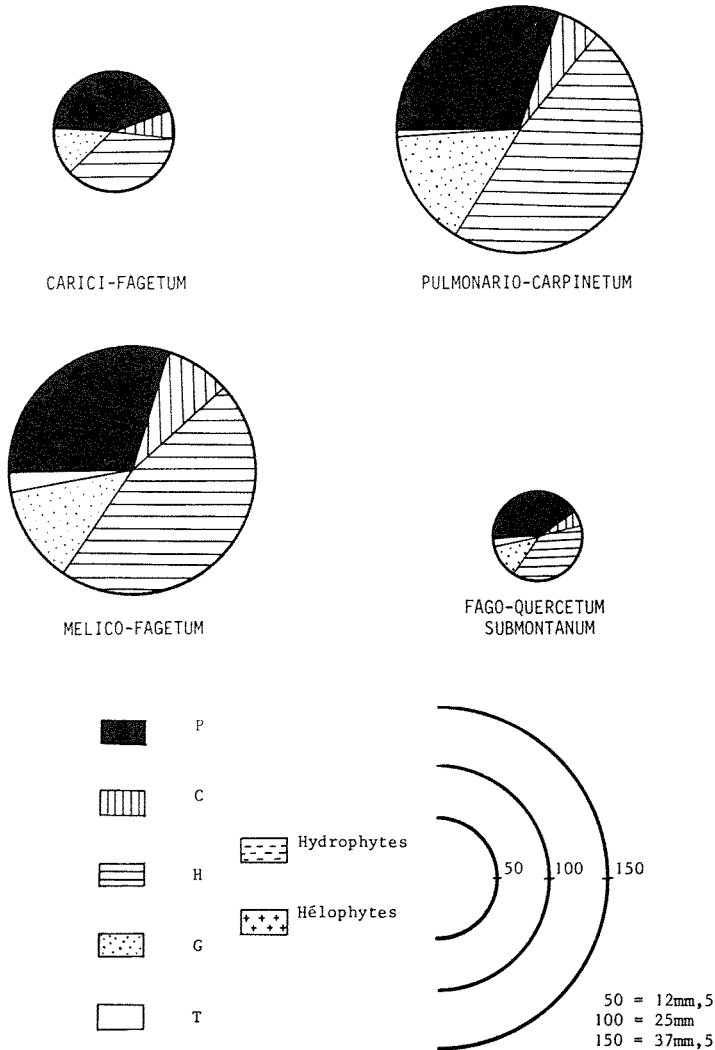 CARICI-FAGETUM
PULMONARIO-CARPINETUM
MELICO-FAGETUM
FAGO-QUERCETUM
SUBMONTANUM
P
C
H
G
T
Hydrophytes
Hélophytes
50
100
150
50 = 12mm,5
100 = 25mm
150 = 37mm,5